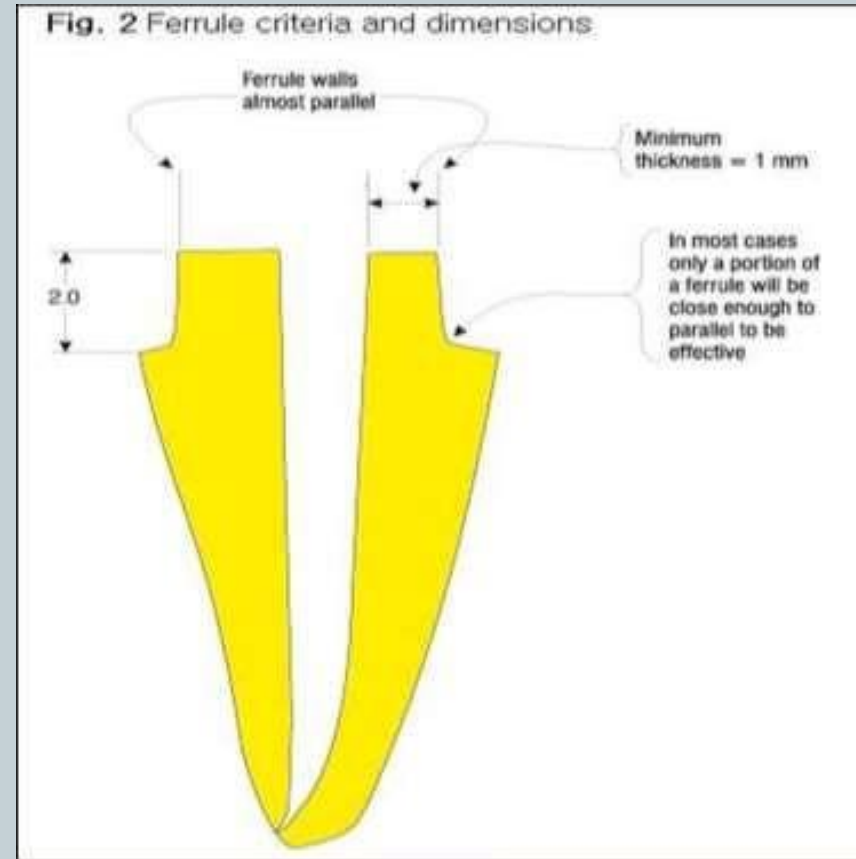 Fig. 2 Ferrule criteria and dimensions
Ferrule walls
almost parallel
Minimum
thickness = 1 mm
In most cases
only a portion of
a ferrule will be
close enough to
parallel to be
effective
2.0